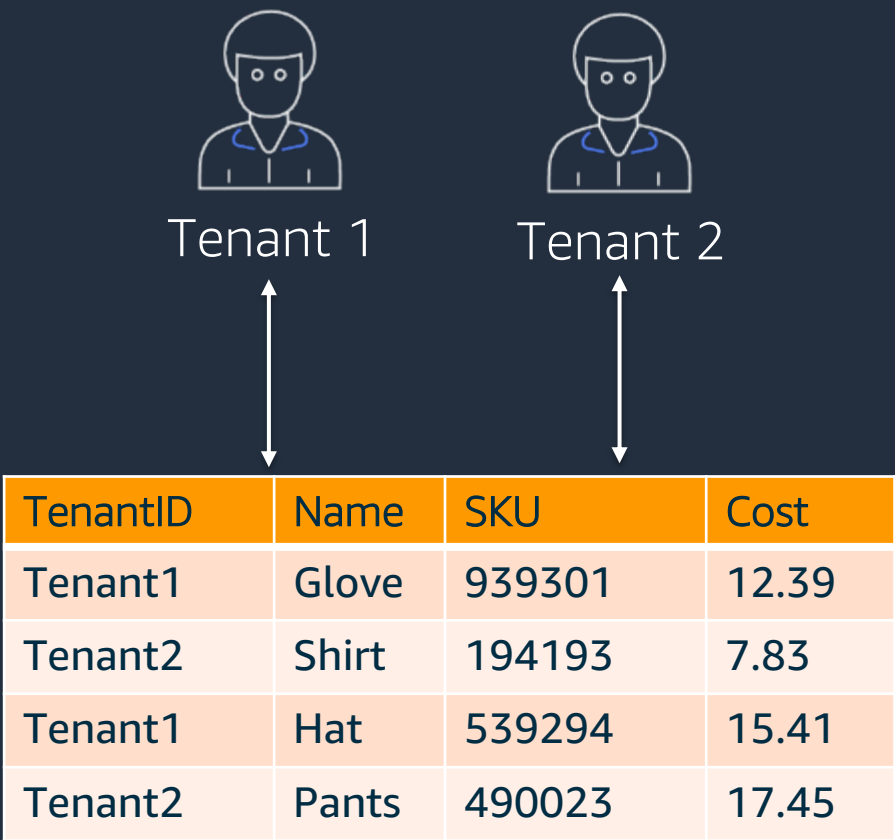 Tenant 1 Tenant 2
TenantID Name SKU Cost
Tenant1 Glove 939301 12.39
Tenant2 Shirt 194193 7.83
Tenant1 Hat 539294 15.41
Tenant2 Pants 490023 17.45